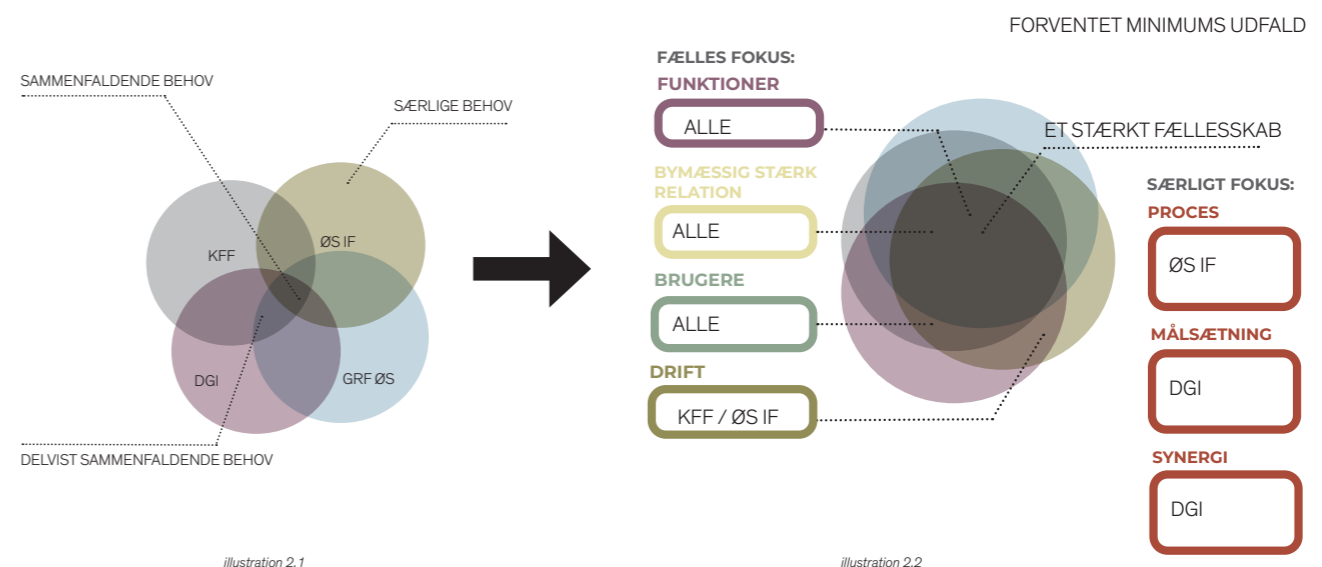 SAMMENFALDENDE BEHOV
SÆRLIGE BEHOV
KFF
ØS IF
DGI
GRF ØS
DELVIST SAMMENFALDENDE BEHOV
illustration 2.1
FORVENTET MINIMUMS UDFALD
FÆLLES FOKUS:
FUNKTIONER
ALLE
BYMÆSSIG STÆRK
RELATION
ALLE
BRUGERE
ALLE
DRIFT
KFF / ØS IF
ET STÆRKT FÆLLESSKAB
SÆRLIGT FOKUS:
PROCES
ØS IF
MÅLSÆTNING
DGI
SYNERGI
DGI
illustration 2.2